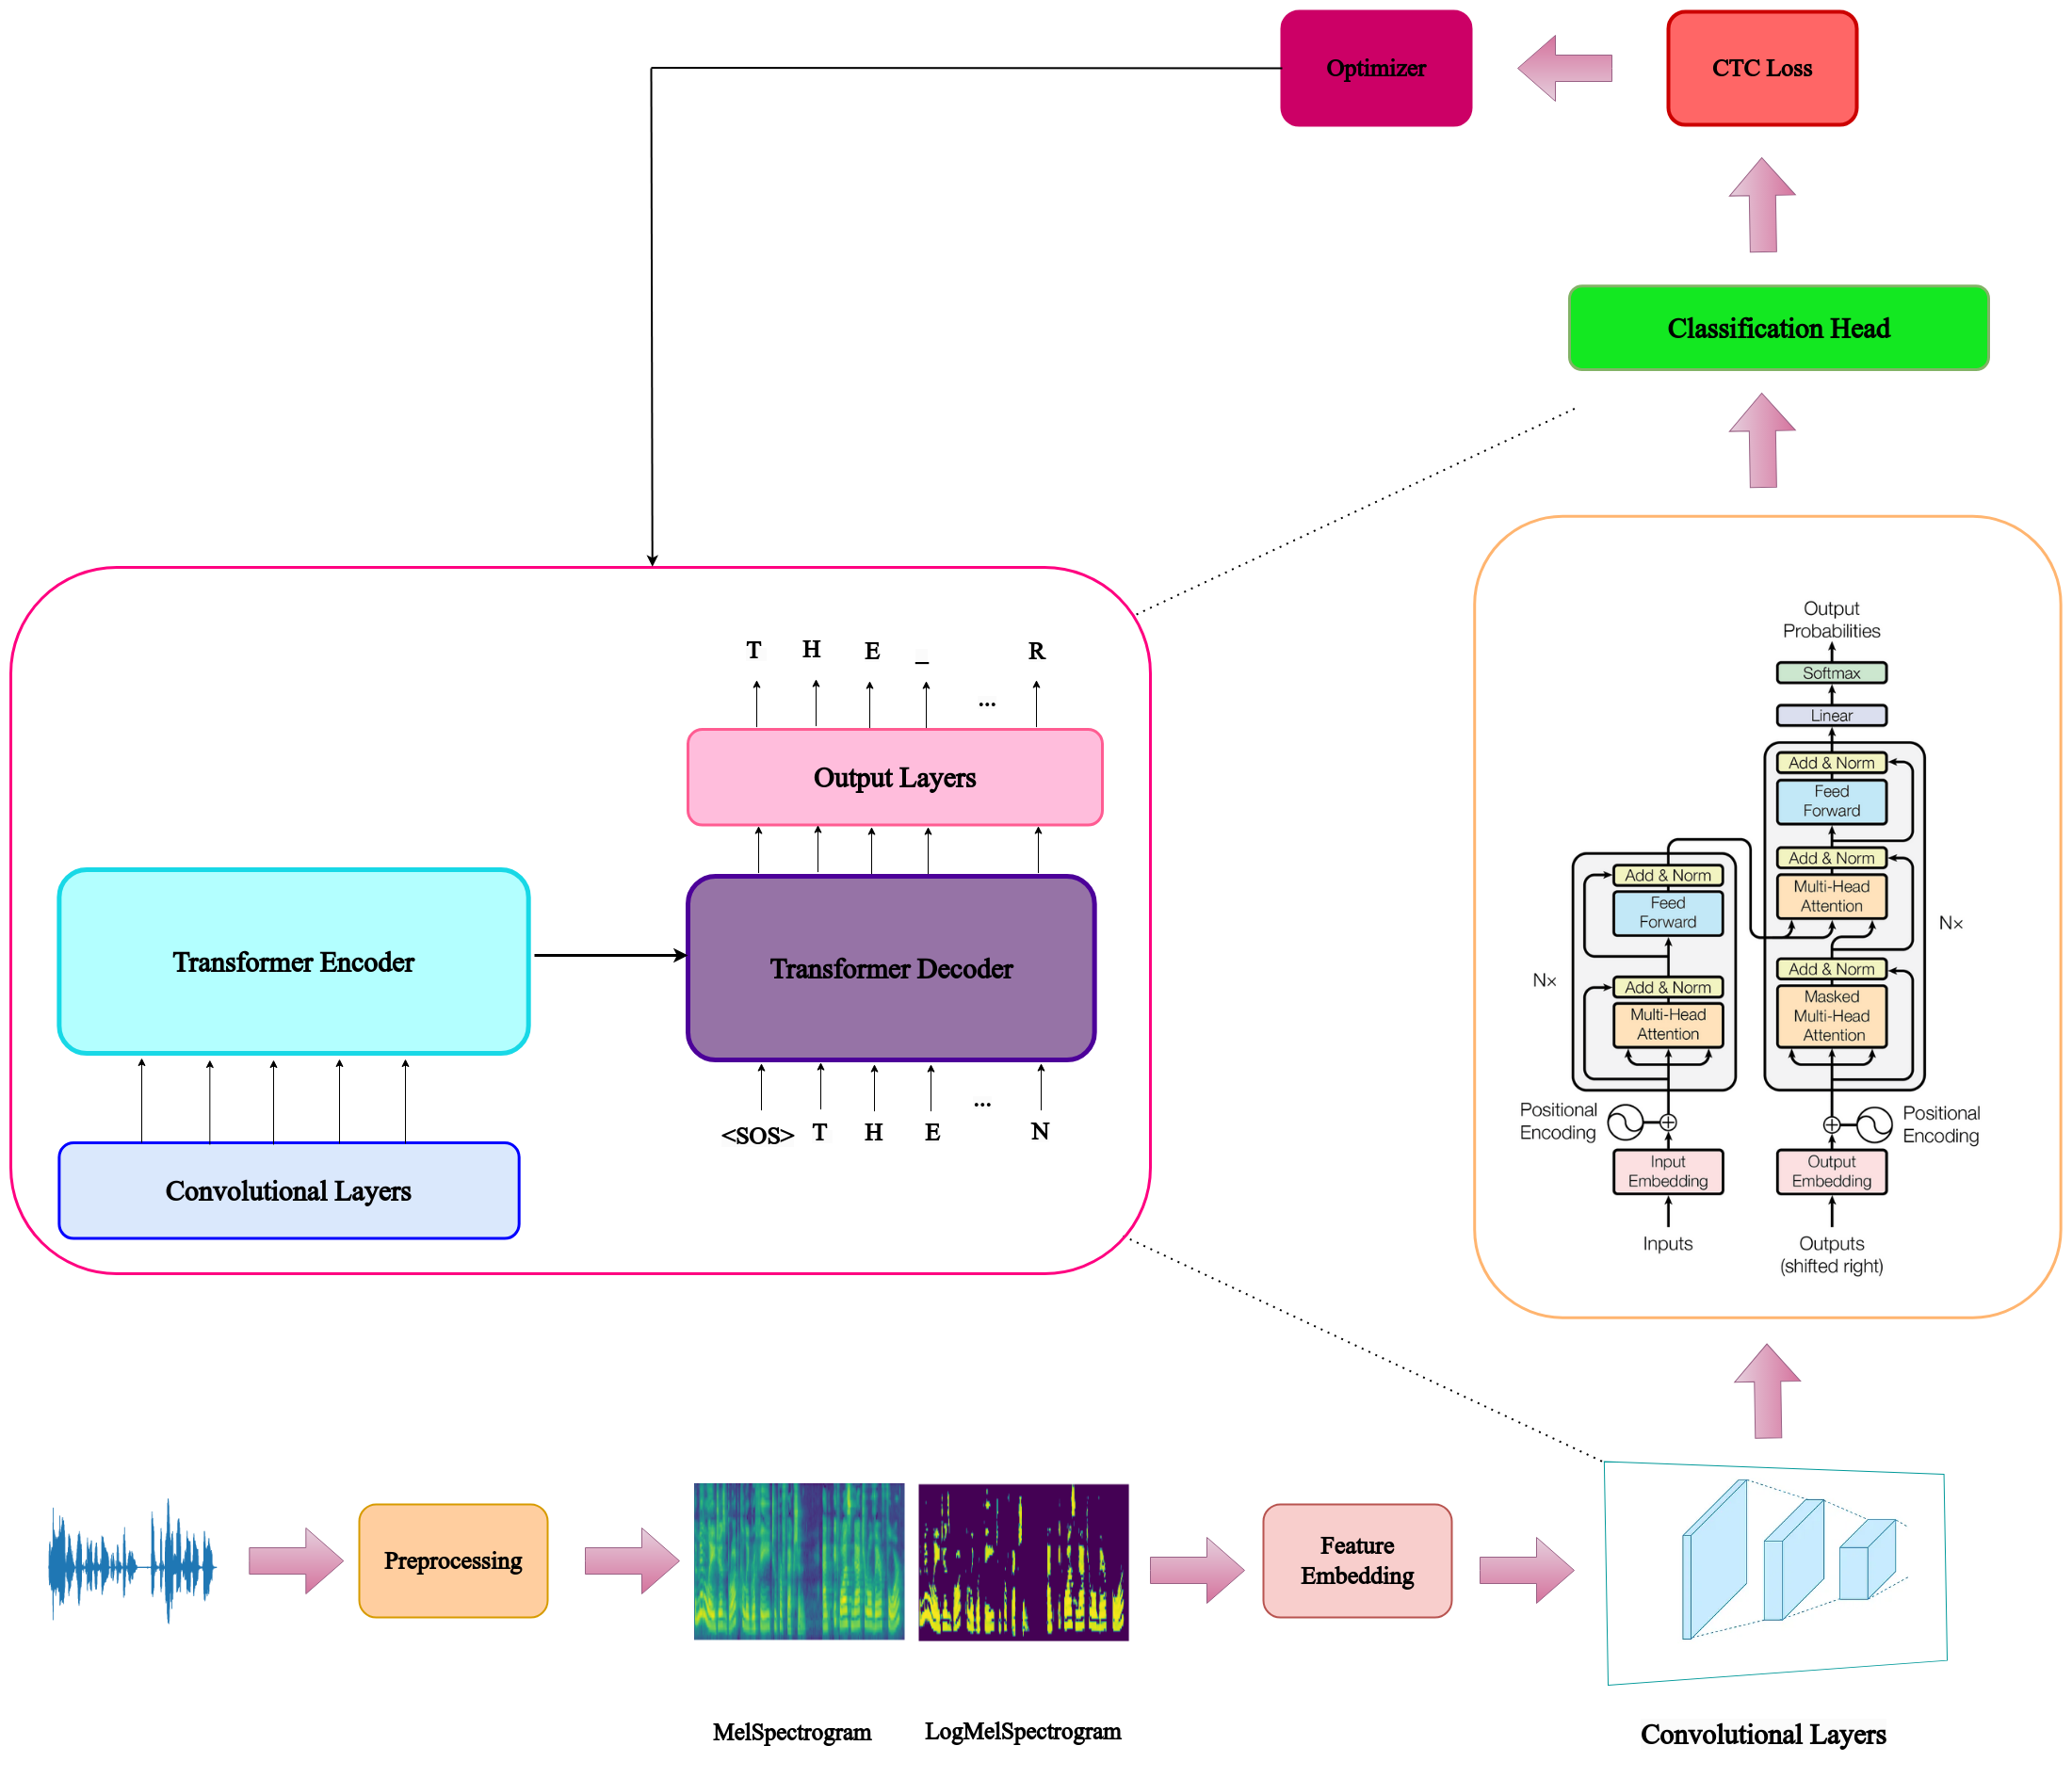 Optimizer
CTC Loss
Classification Head
T H E _ ... R
Output Layers
Transformer Encoder
Transformer Decoder
<SOS> T H E ... N
Convolutional Layers
Output
Probabilities
Softmax
Linear
Add & Norm
Feed
Forward
Add & Norm
Multi-Head
Attention
Add & Norm
Masked
Multi-Head
Attention
N×
Add & Norm
Feed
Forward
Add & Norm
Multi-Head
Attention
N×
Positional
Encoding
Positional
Encoding
Input
Embedding
Output
Embedding
Inputs
Outputs
(shifted right)
Preprocessing
MelSpectrogram
LogMelSpectrogram
Feature
Embedding
Convolutional Layers